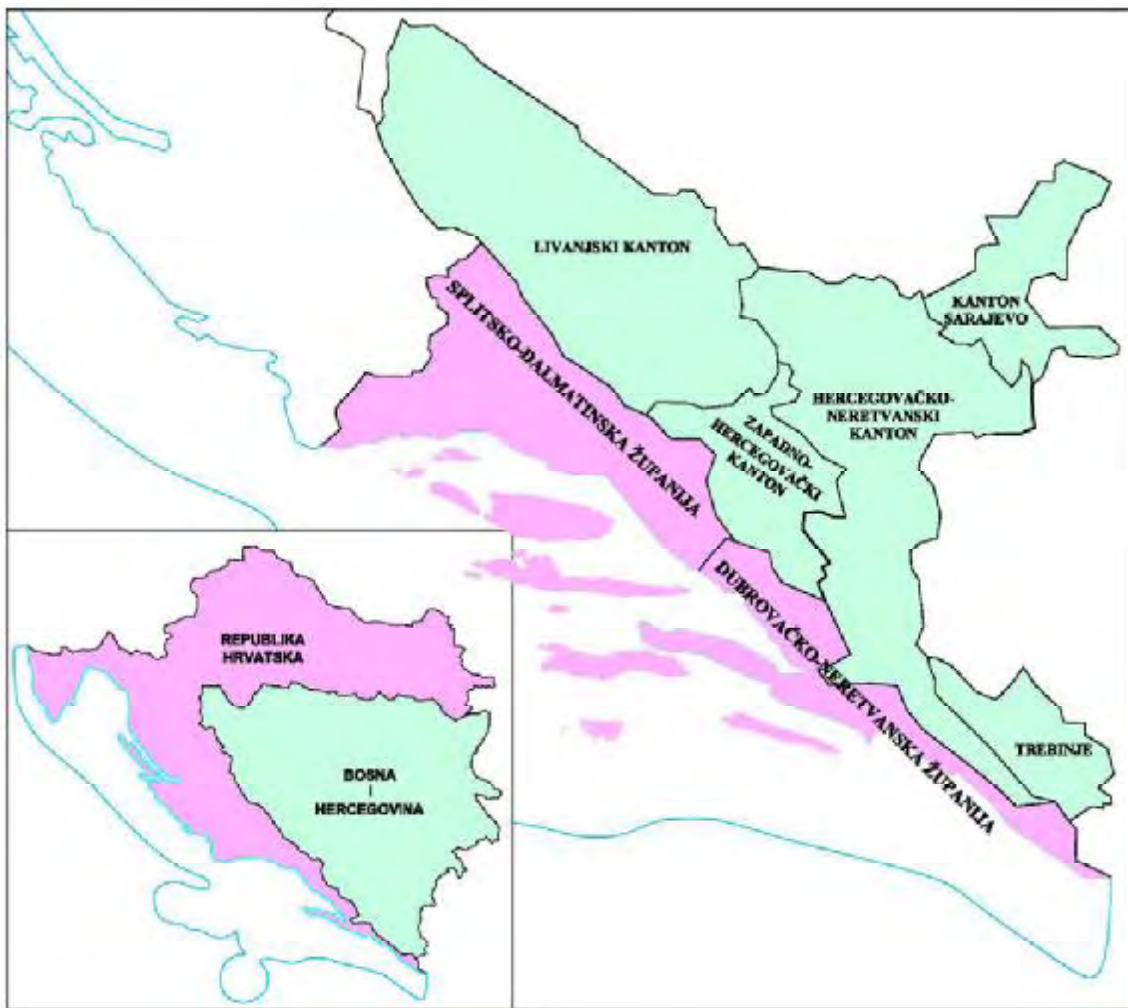 LIVANJSKI KANTON
KANTON
SARAJEVO
SPLITSKO-DALMATINSKA ŽUPANIJA
HERCEGOVAČKO-
NERETVANSKI
KANTON
ZAPADNO-
HERCEGOVAČKI
KANTON
DUBROVAČKO-NERETVANSKA ŽUPANIJA
TREBINJE
REPUBLIKA
HRVATSKA
BOSNA
I
HERCEGOVINA